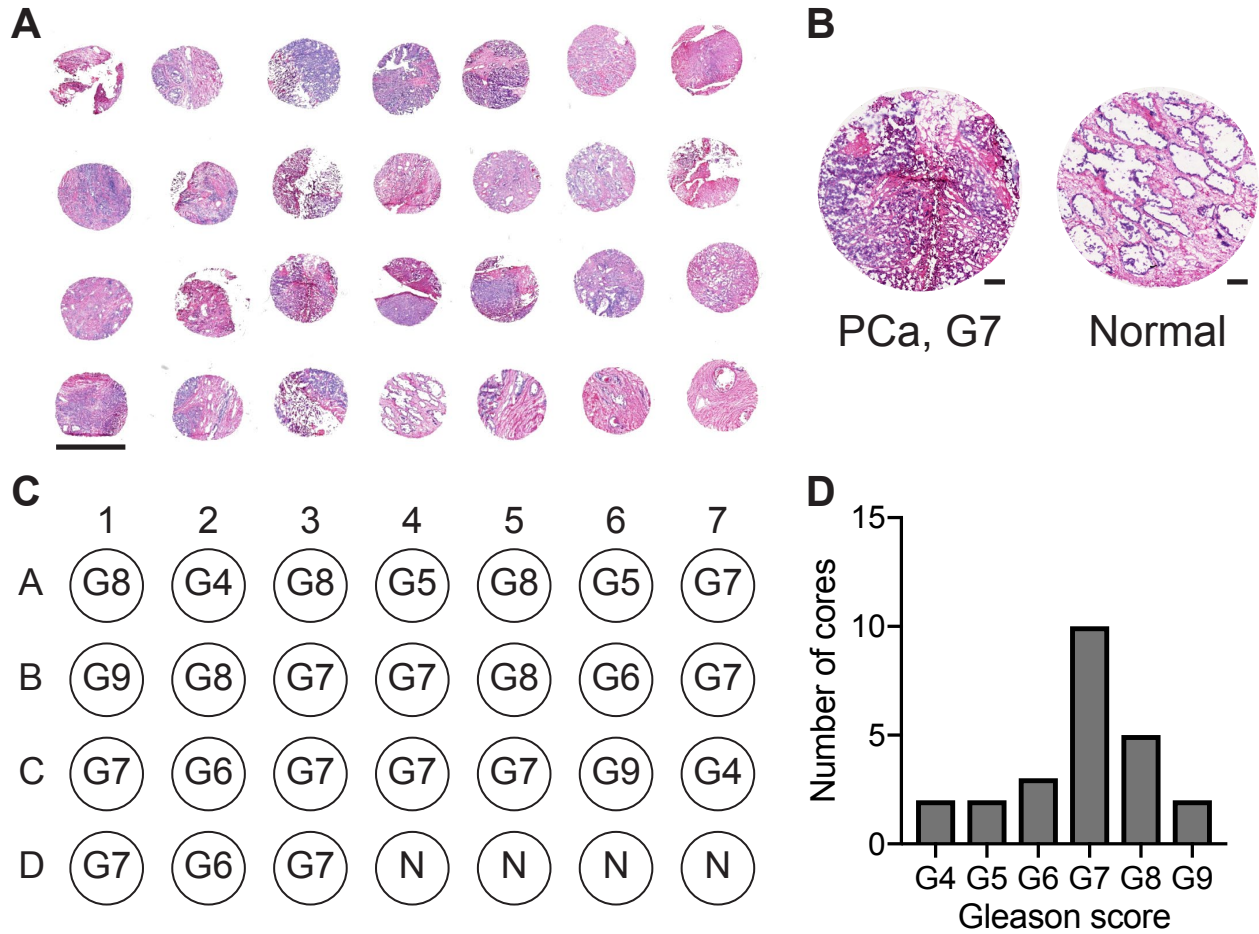 A
B
PCa, G7
Normal
C
1 2 3 4 5 6 7
A G8 G4 G8 G5 G8 G5 G7
B G9 G8 G7 G7 G8 G6 G7
C G7 G6 G7 G7 G7 G9 G4
D G7 G6 G7 N N N N
D
15
10
5
0
Number of cores
G4 G5 G6 G7 G8 G9
Gleason score